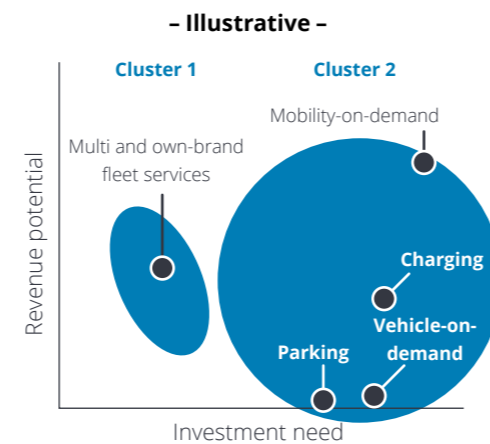 – Illustrative –
Cluster 1
Cluster 2
Mobility-on-demand
Multi and own-brand
fleet services
Revenue potential
Charging
Vehicle-on-
demand
Parking
Investment need